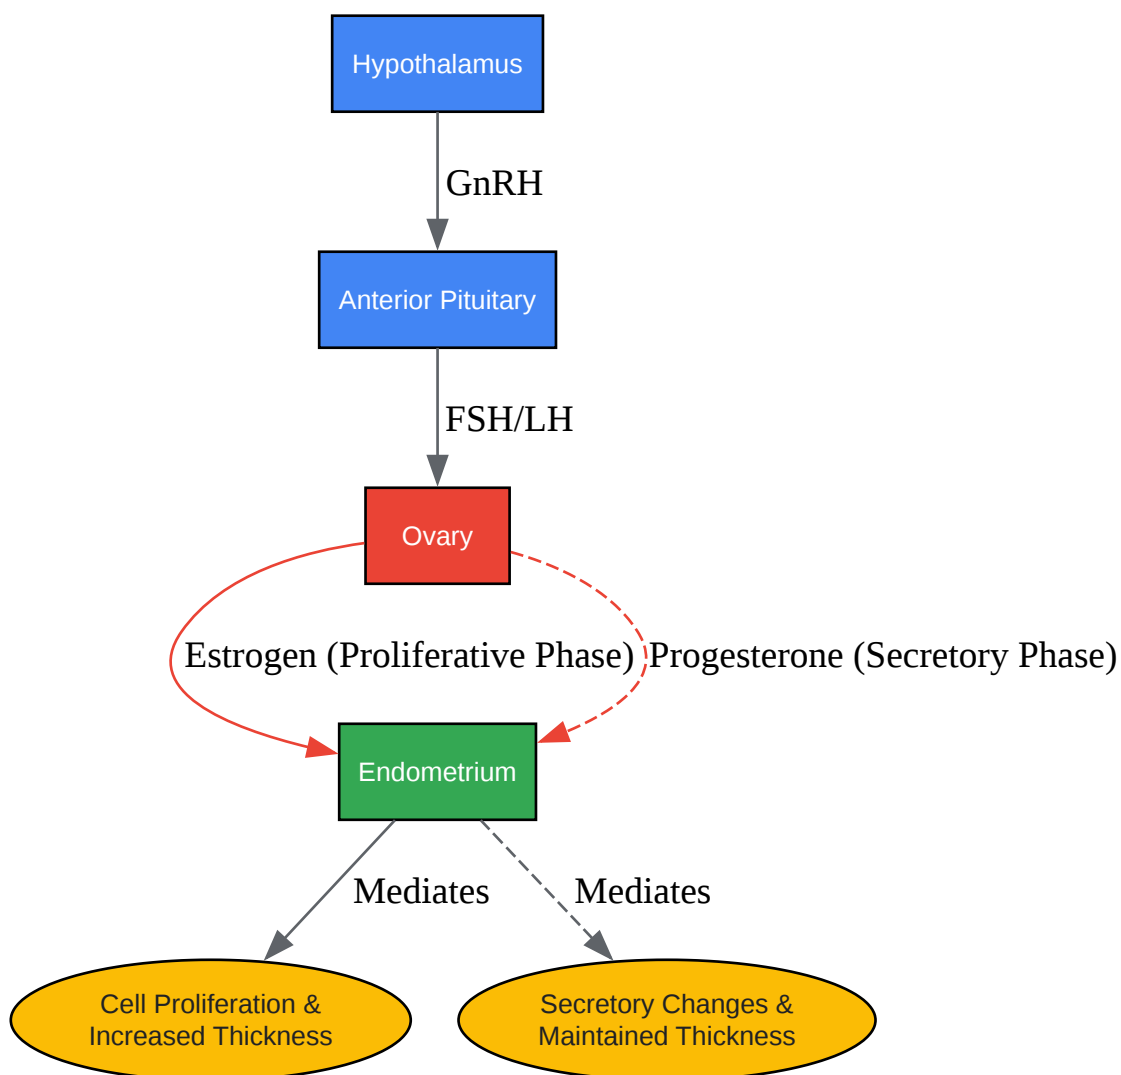 Hypothalamus
GnRH
Anterior Pituitary
FSH/LH
Ovary
Estrogen (Proliferative Phase)
Progesterone (Secretory Phase)
Endometrium
Mediates
Mediates
Cell Proliferation &
Increased Thickness
Secretory Changes &
Maintained Thickness